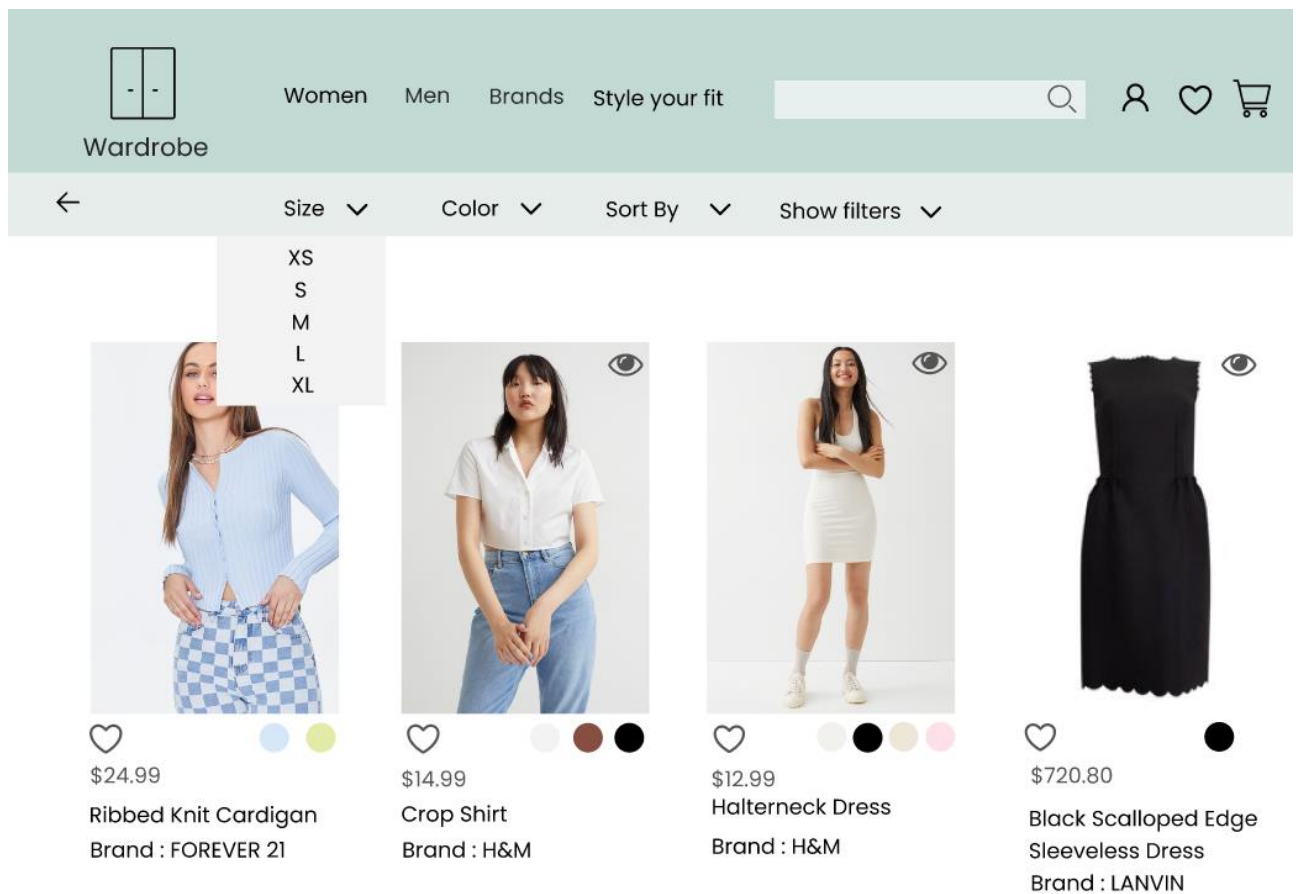 Women Men Brands Style your fit
Wardrobe
Size Color Sort By Show filters
XS
S
M
L
XL
$24.99
Ribbed Knit Cardigan
Brand : FOREVER 21
$14.99
Crop Shirt
Brand : H&M
$12.99
Halterneck Dress
Brand : H&M
$720.80
Black Scalloped Edge
Sleeveless Dress
Brand : LANVIN